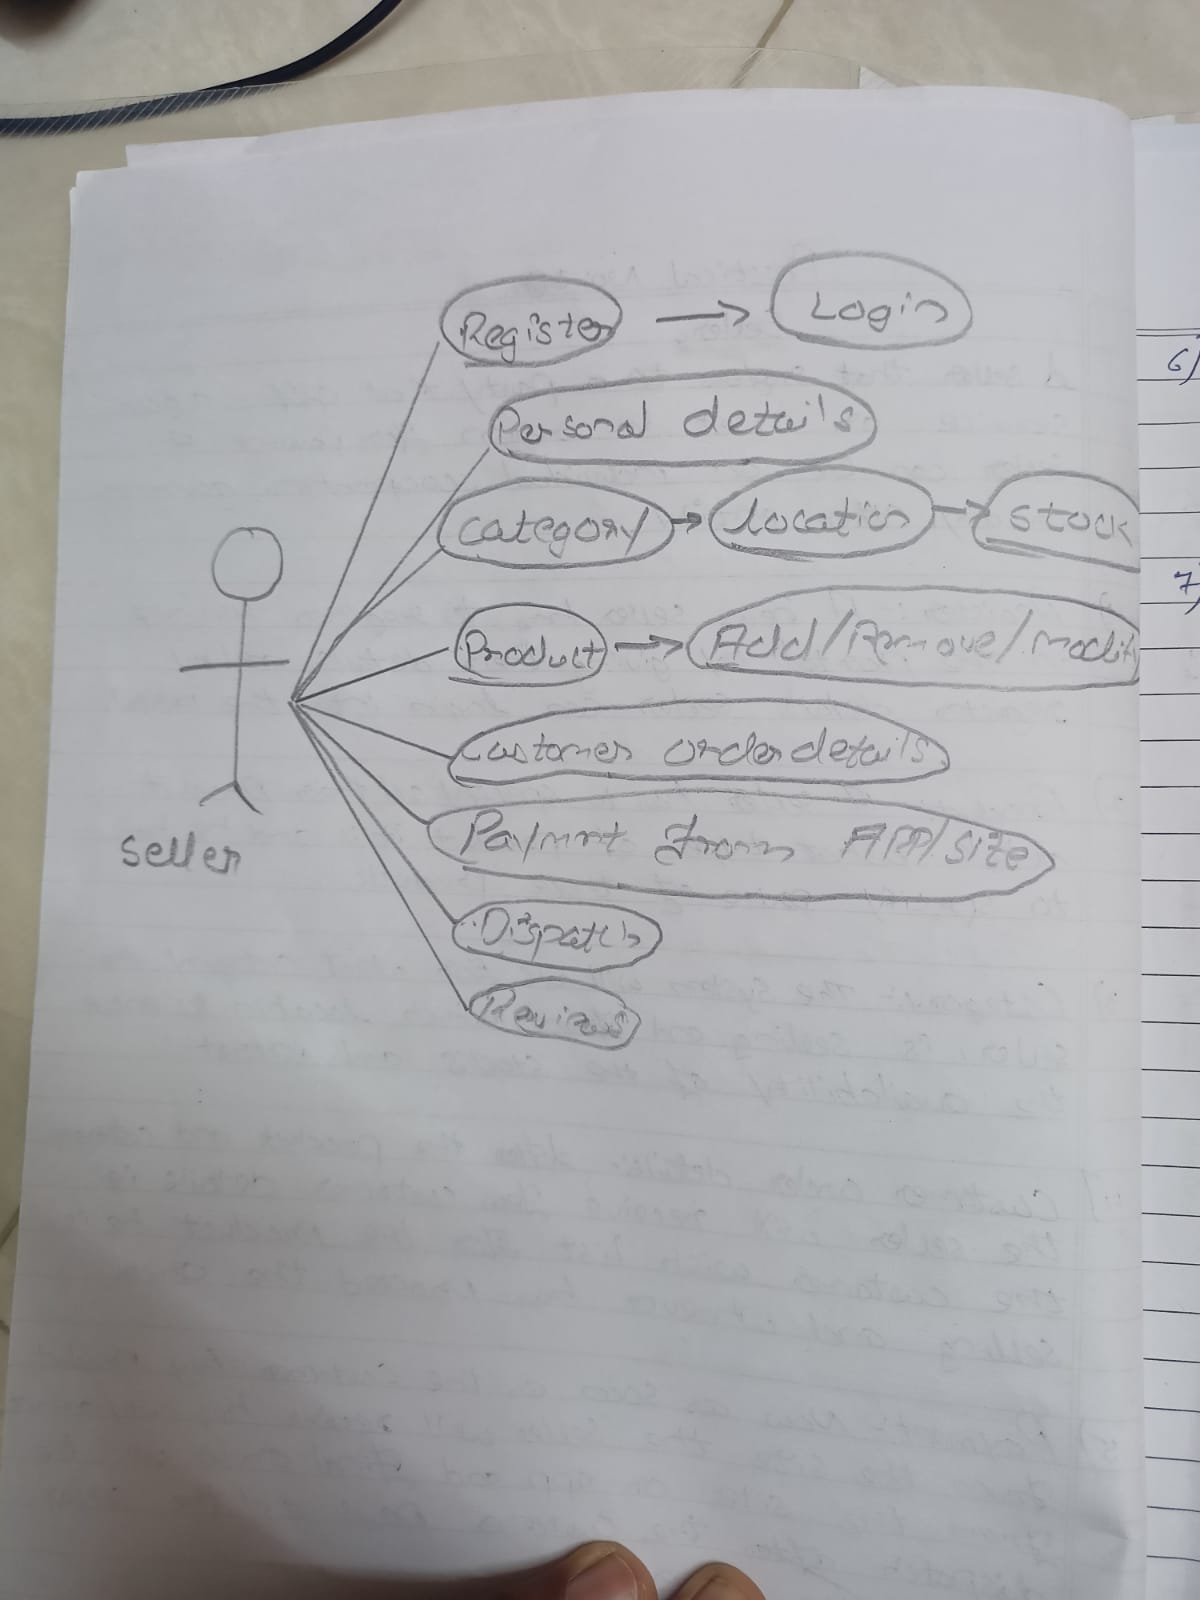 Register → Login
Personal details
Category → Location → Stock
Product → Add/Remove/Modify
Customer order details
Paymnt from APP/site
Dispatch
Reviews
Seller
6)
7)